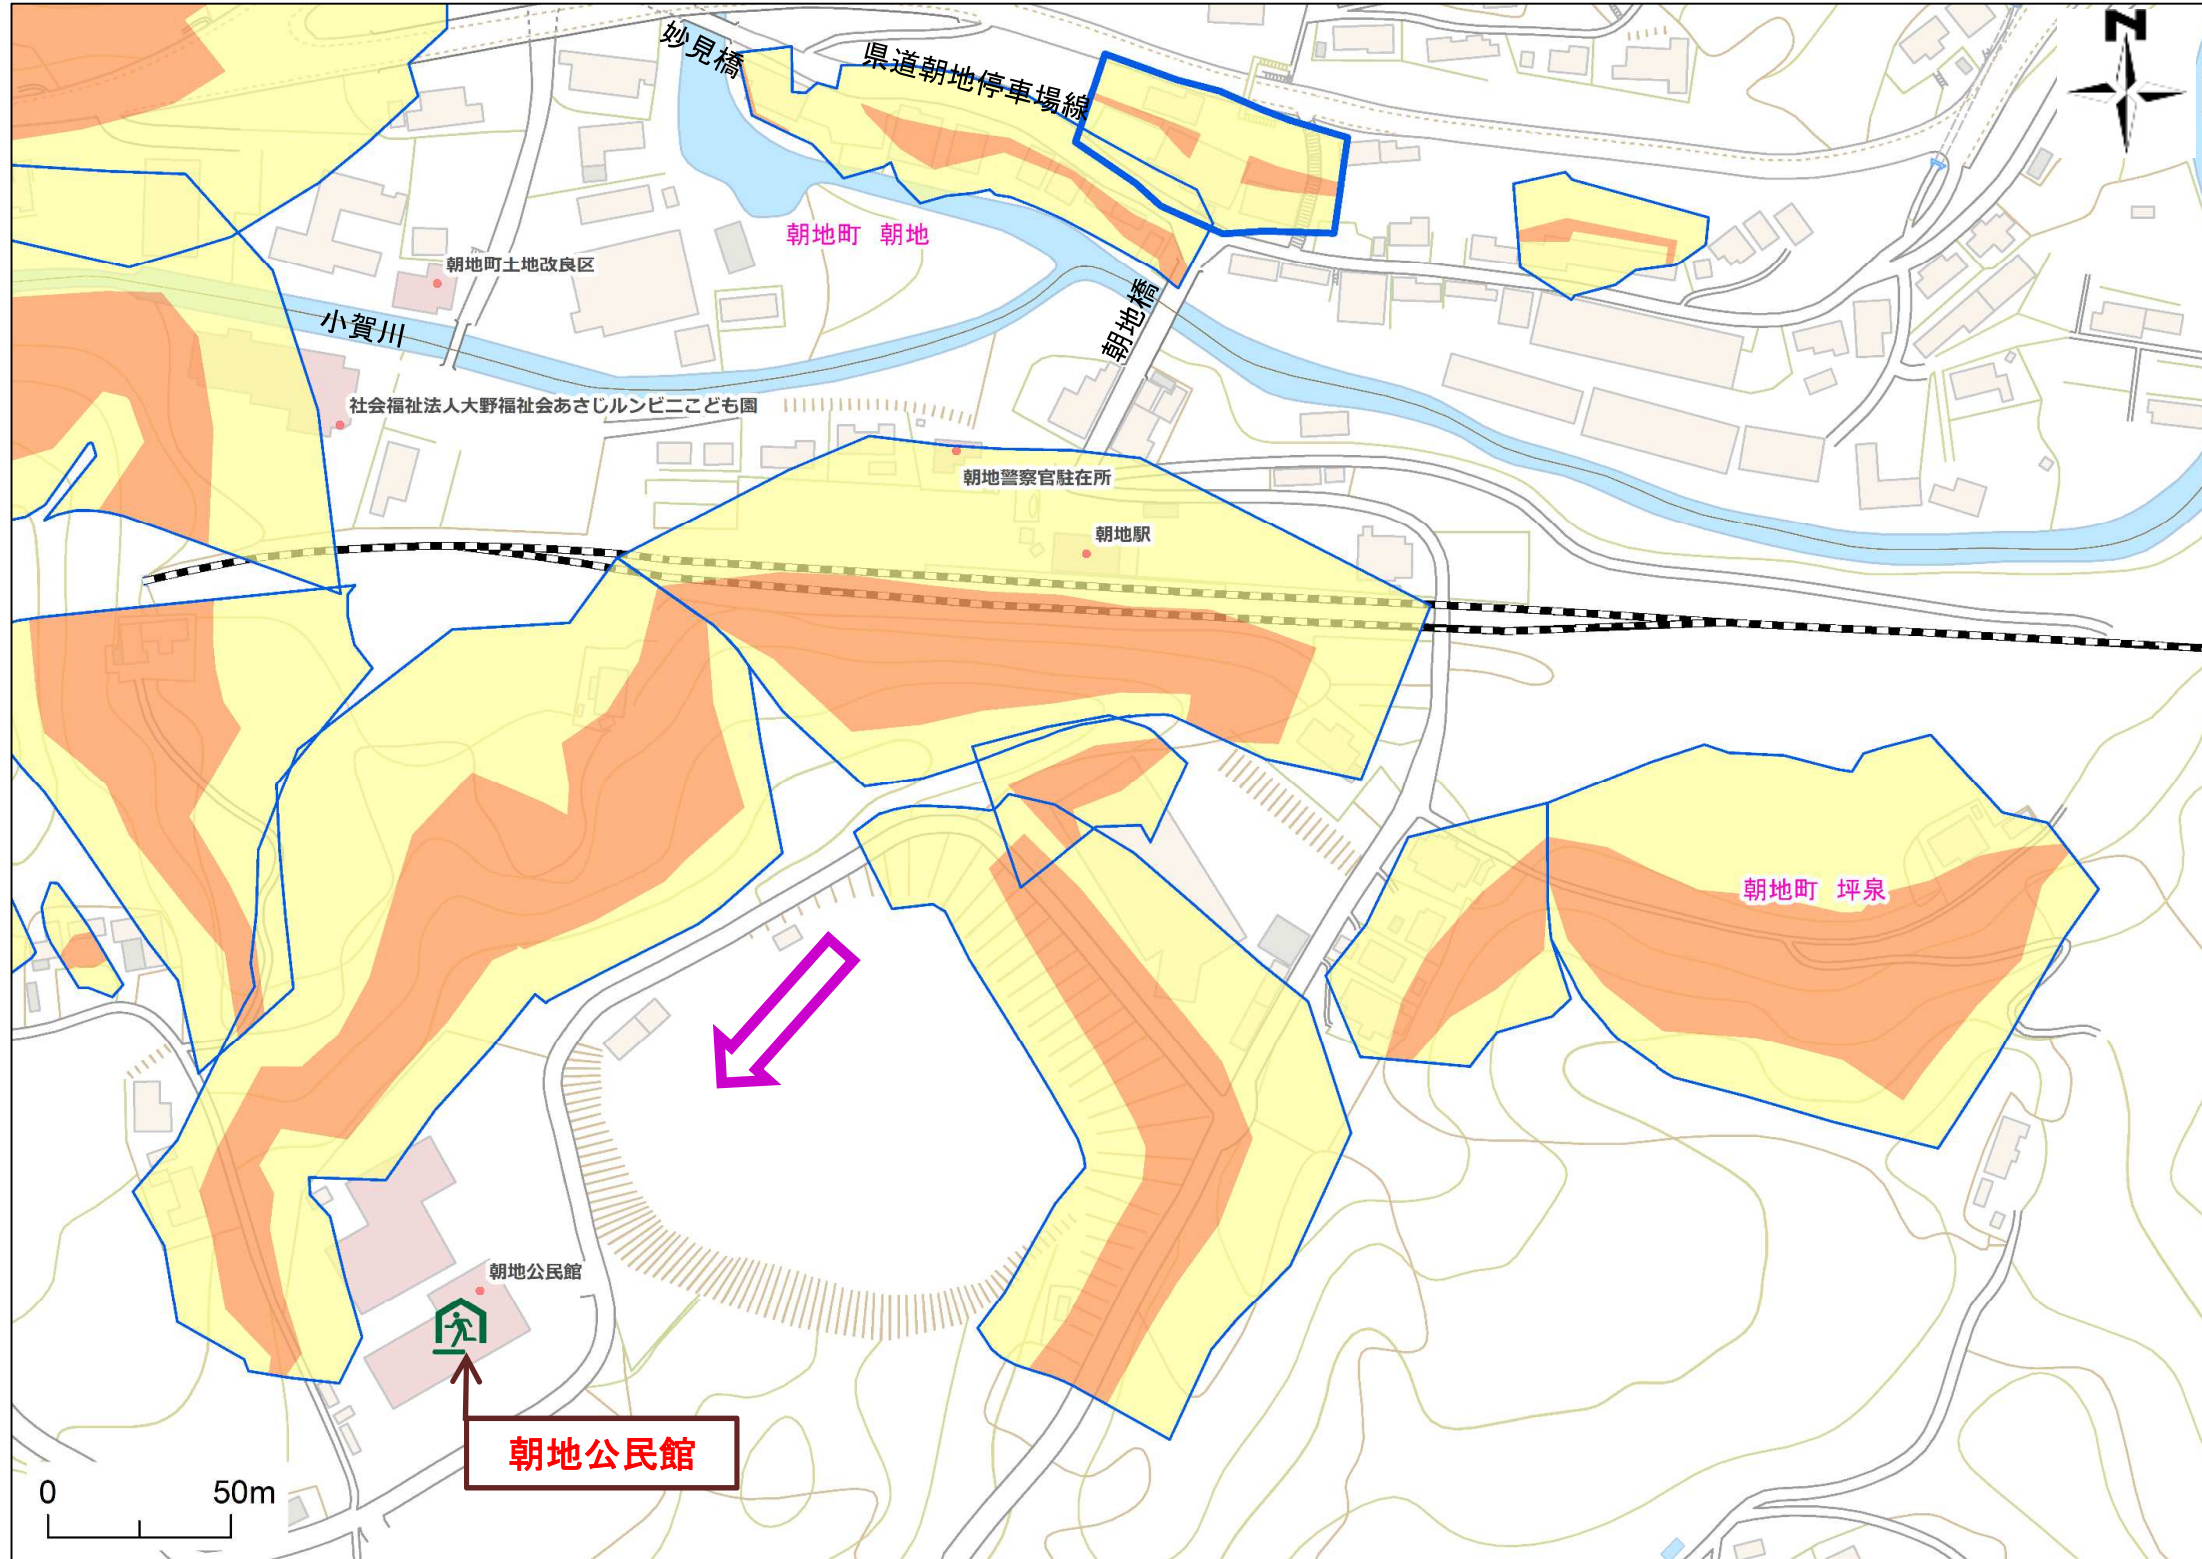 N
妙見橋
県道朝地停車場線
朝地町 朝地
朝地町土地改良区
小賀川
朝地橋
社会福祉法人大野福祉会あさじルンビニこども園
朝地警察官駐在所
朝地駅
朝地町 坪泉
朝地公民館
朝地公民館
0 50m